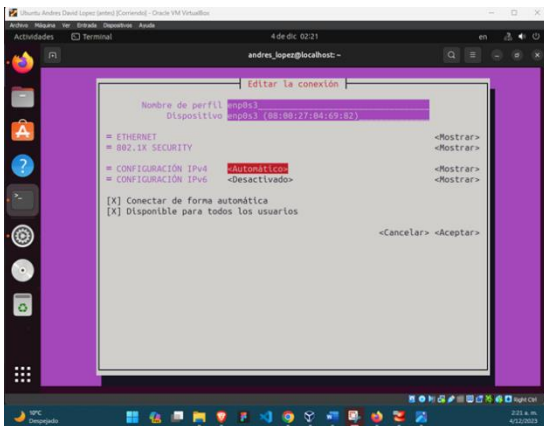 Ubuntu Andres David Lopez (antes) [Corriendo] - Oracle VM VirtualBox
Archivo Máquina Ver Entrada Dispositivos Ayuda
Actividades Terminal 4 de dic 02:21 en
andres_lopez@localhost: ~
Editar la conexión
Nombre de perfil enp0s3
Dispositivo enp0s3 (08:00:27:04:69:02)
= ETHERNET <Mostrar>
= 802.1X SECURITY <Mostrar>
= CONFIGURACIÓN IPv4 <Automático> <Mostrar>
= CONFIGURACIÓN IPv6 <Desactivado> <Mostrar>
[X] Conectar de forma automática
[X] Disponible para todos los usuarios
<Cancelar> <Aceptar>
Right Ctrl
10°C
Despejado
2:21 a. m.
4/12/2023